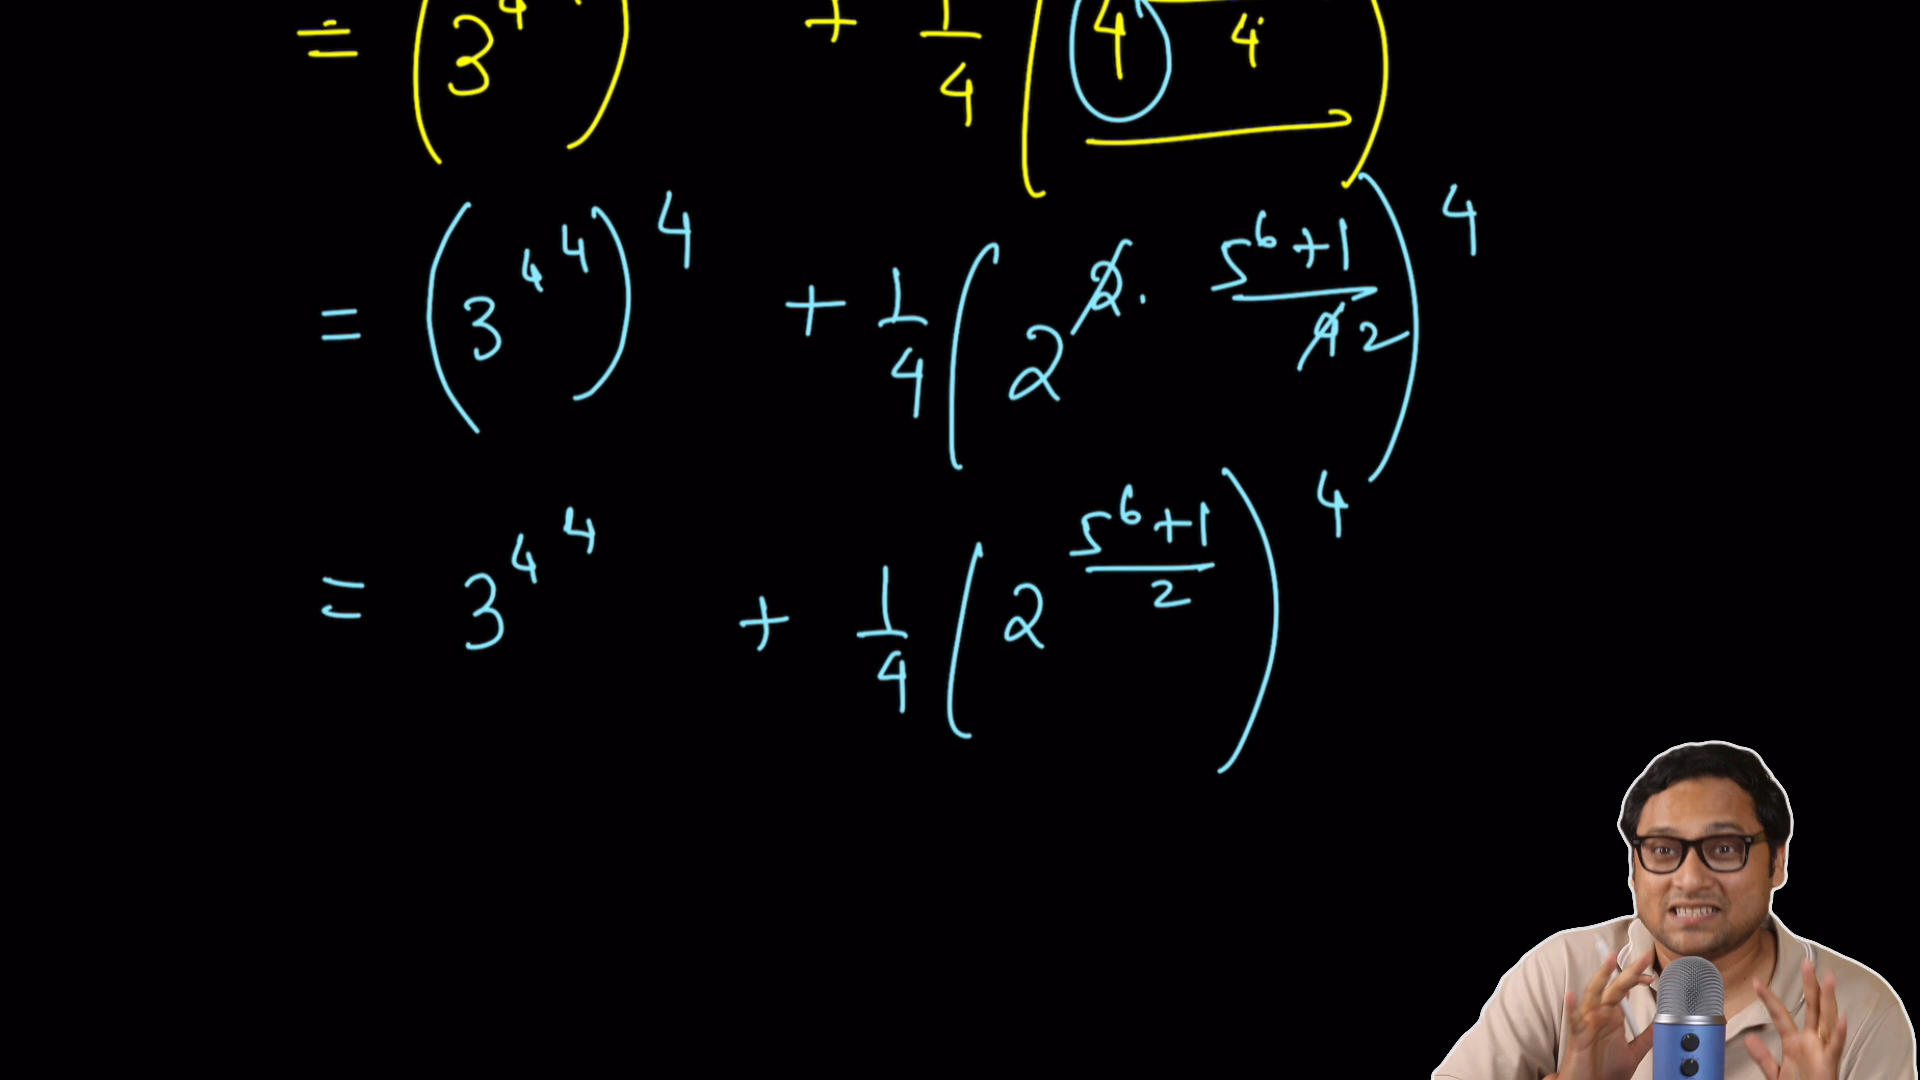 = (3^4^4) + 1/4 (4 4)
= (3^4^4)^4 + 1/4 (2^2 · (5^6+1)/4 2)^4
= 3^4^4 + 1/4 (2^((5^6+1)/2))^4